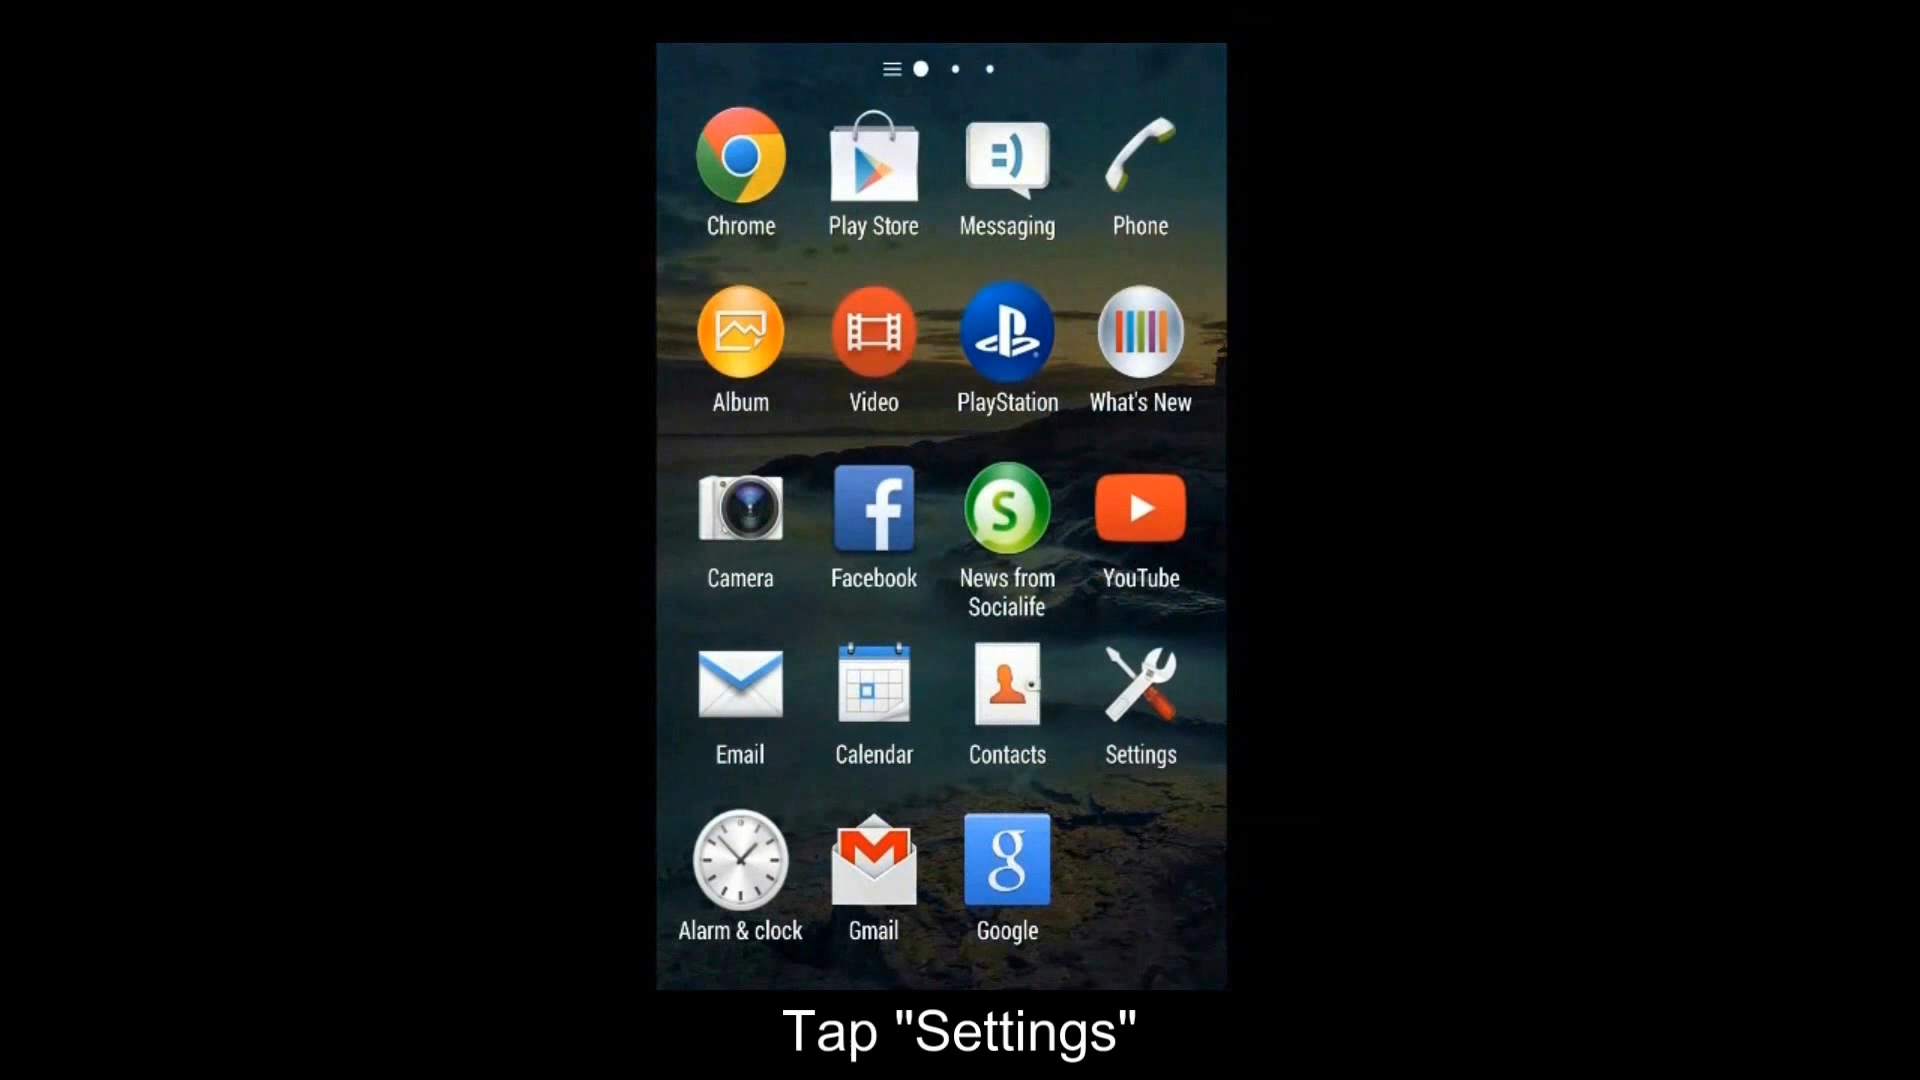 Chrome Play Store Messaging Phone
Album Video PlayStation What's New
Camera Facebook News from Socialife YouTube
Email Calendar Contacts Settings
Alarm & clock Gmail Google
Tap "Settings"